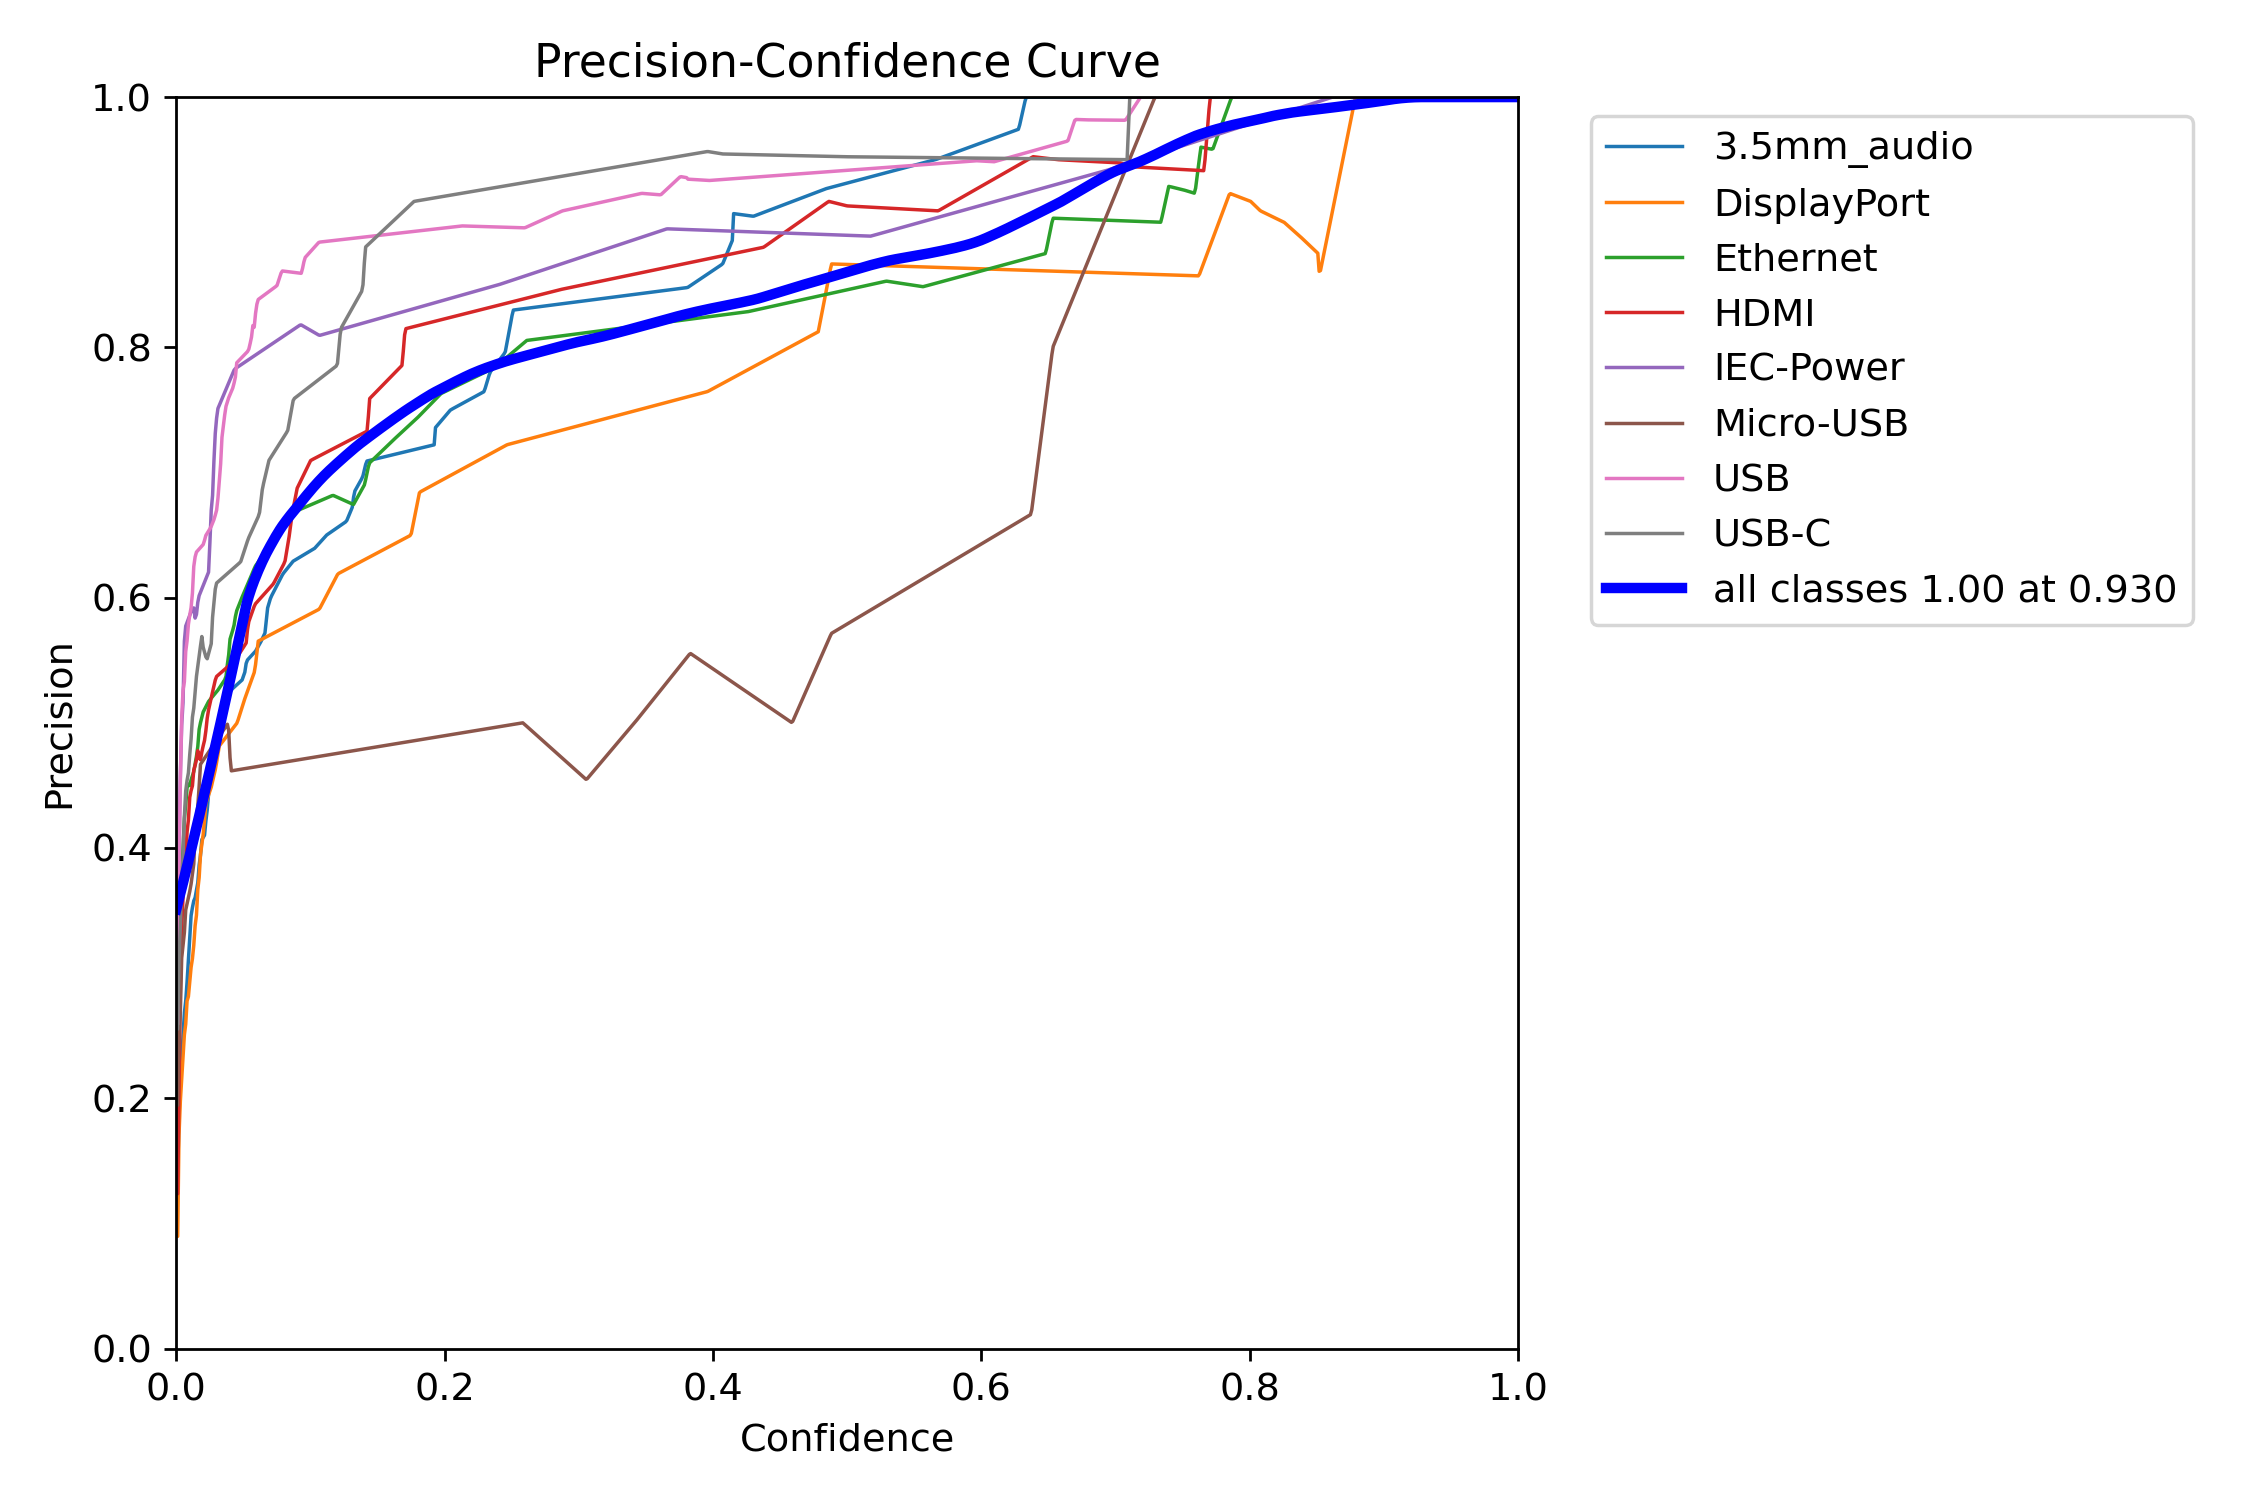 Precision-Confidence Curve
1.0
0.8
0.6
0.4
0.2
0.0
Precision
0.0 0.2 0.4 0.6 0.8 1.0
Confidence
3.5mm_audio
DisplayPort
Ethernet
HDMI
IEC-Power
Micro-USB
USB
USB-C
all classes 1.00 at 0.930